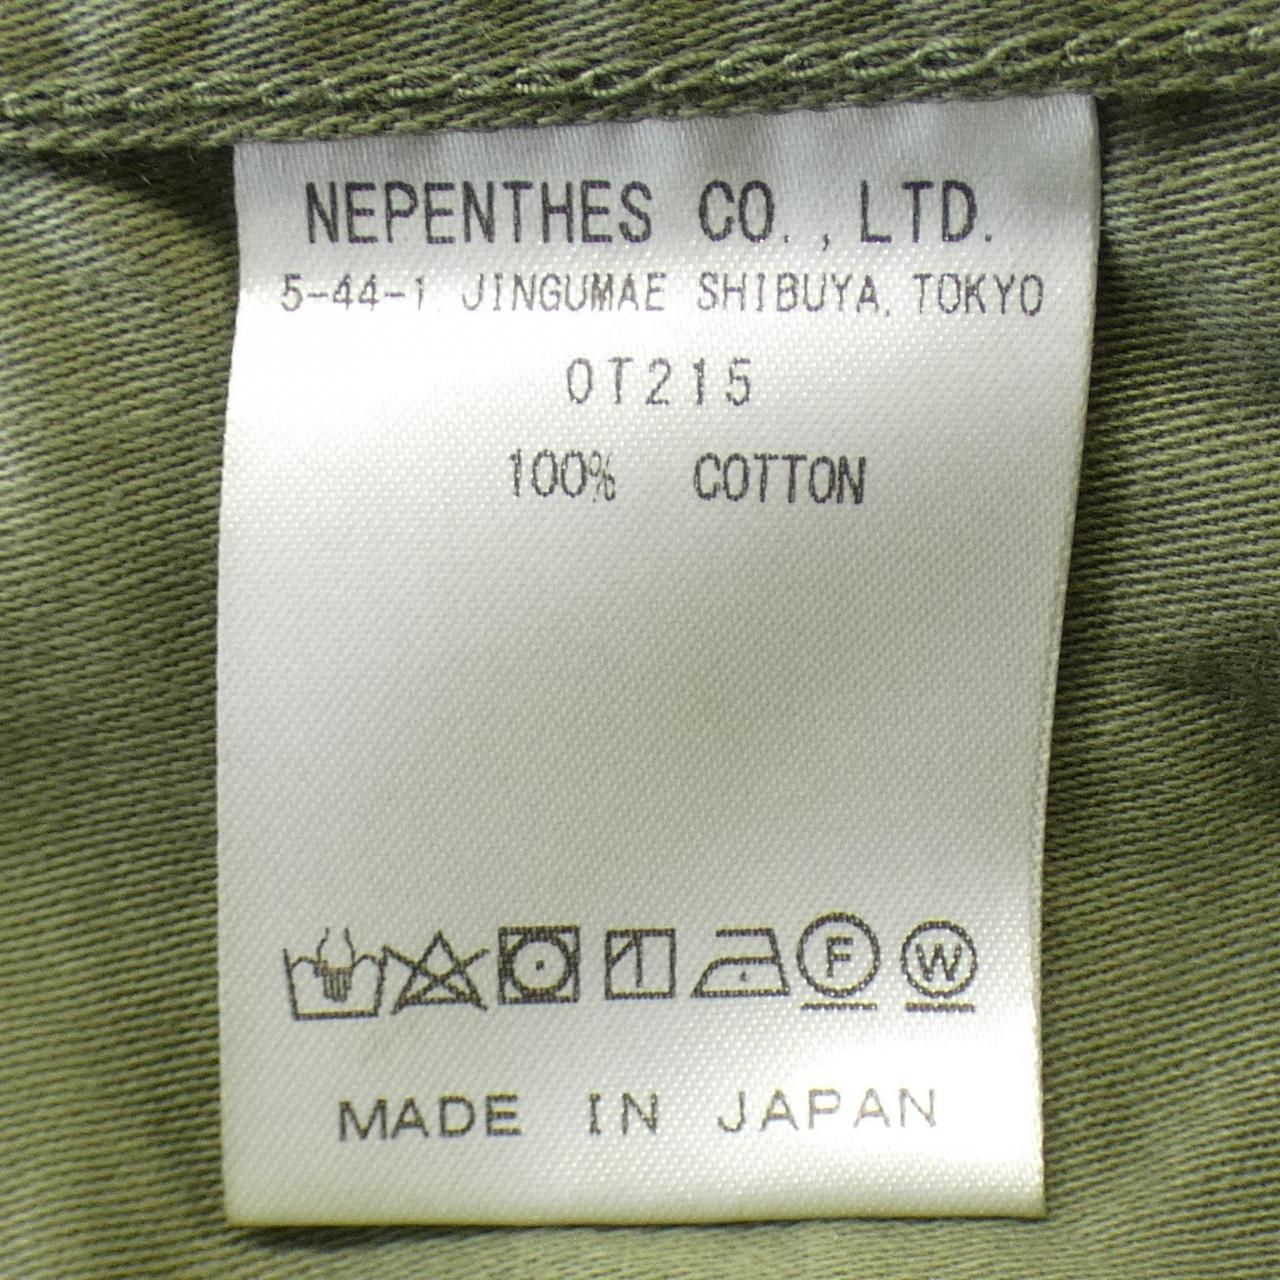 NEPENTHES CO., LTD.
5-44-1 JINGUMAE SHIBUYA, TOKYO
OT215
100% COTTON
F W
MADE IN JAPAN